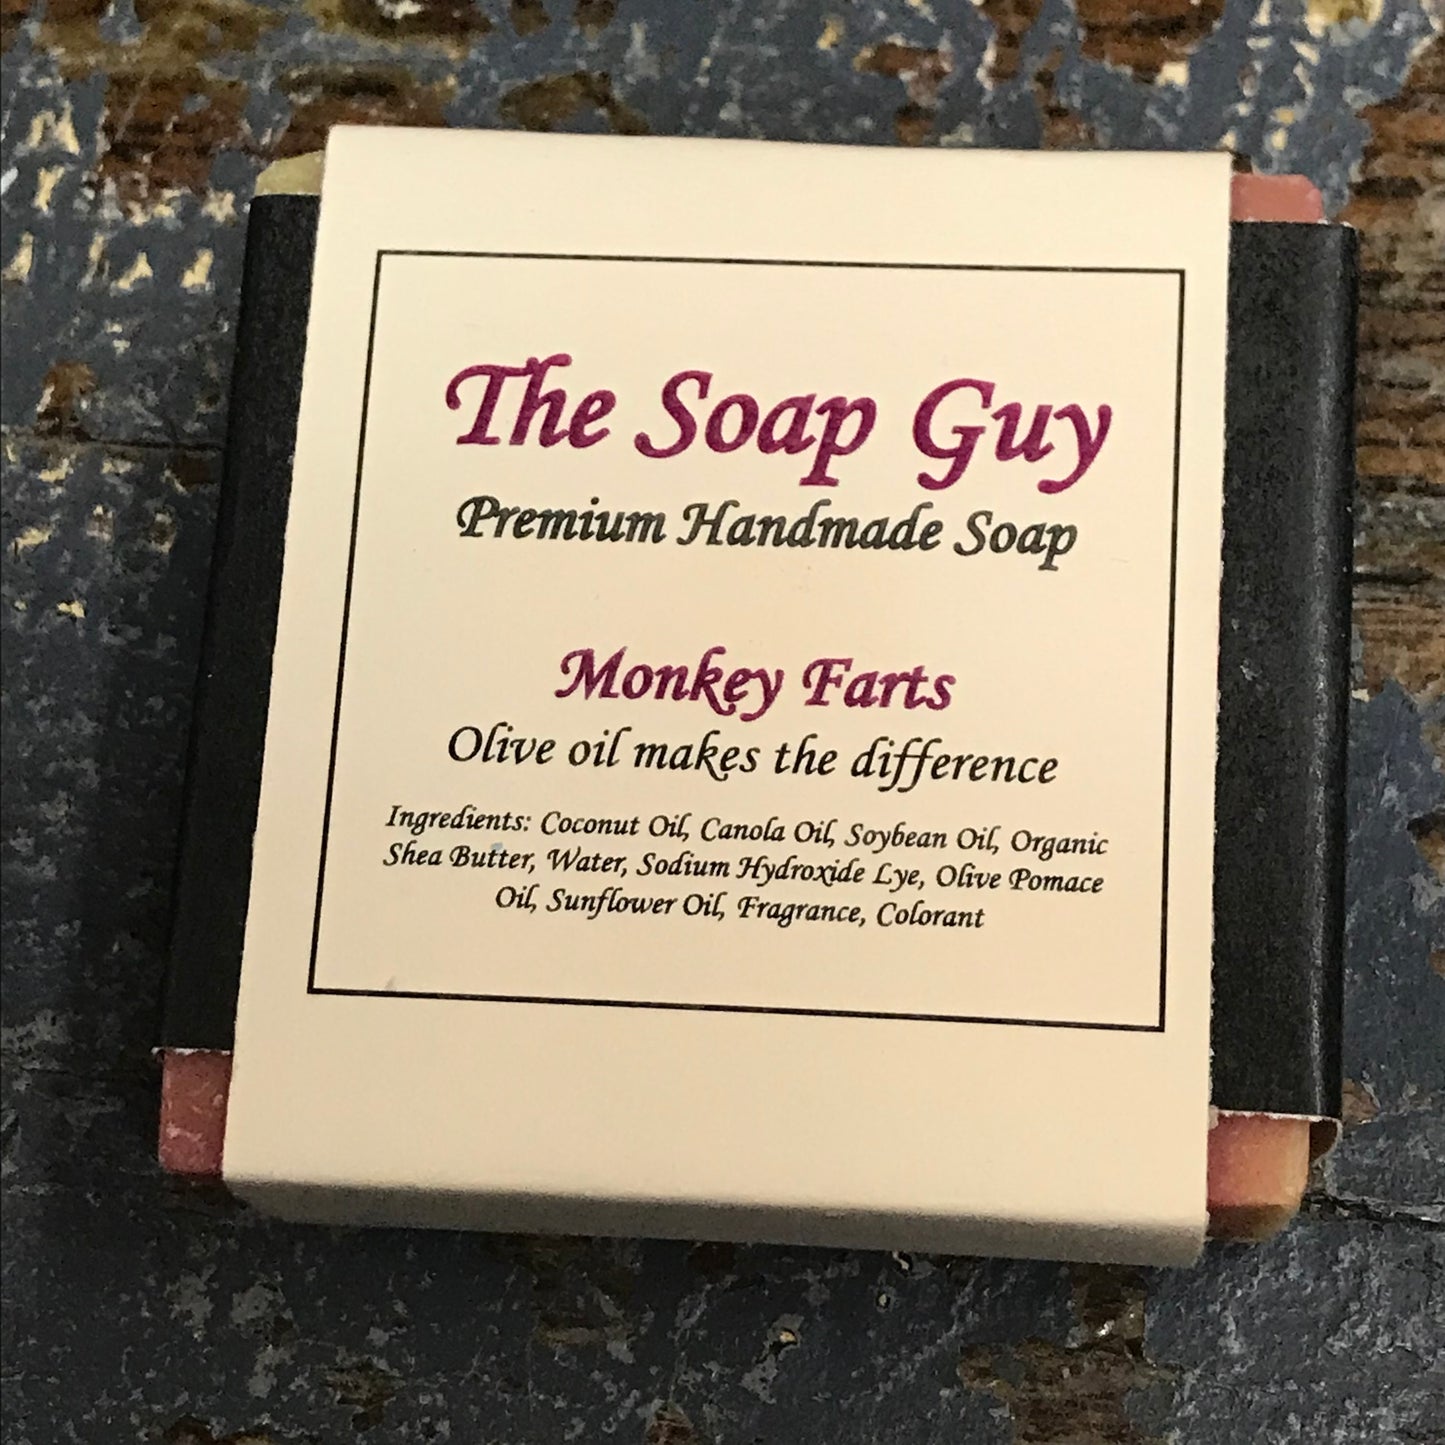 The Soap Guy
Premium Handmade Soap
Monkey Farts
Olive oil makes the difference
Ingredients: Coconut Oil, Canola Oil, Soybean Oil, Organic
Shea Butter, Water, Sodium Hydroxide Lye, Olive Pomace
Oil, Sunflower Oil, Fragrance, Colorant